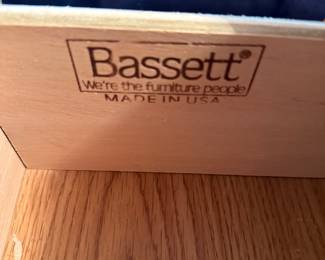 Bassett®
We're the furniture people
MADE IN USA